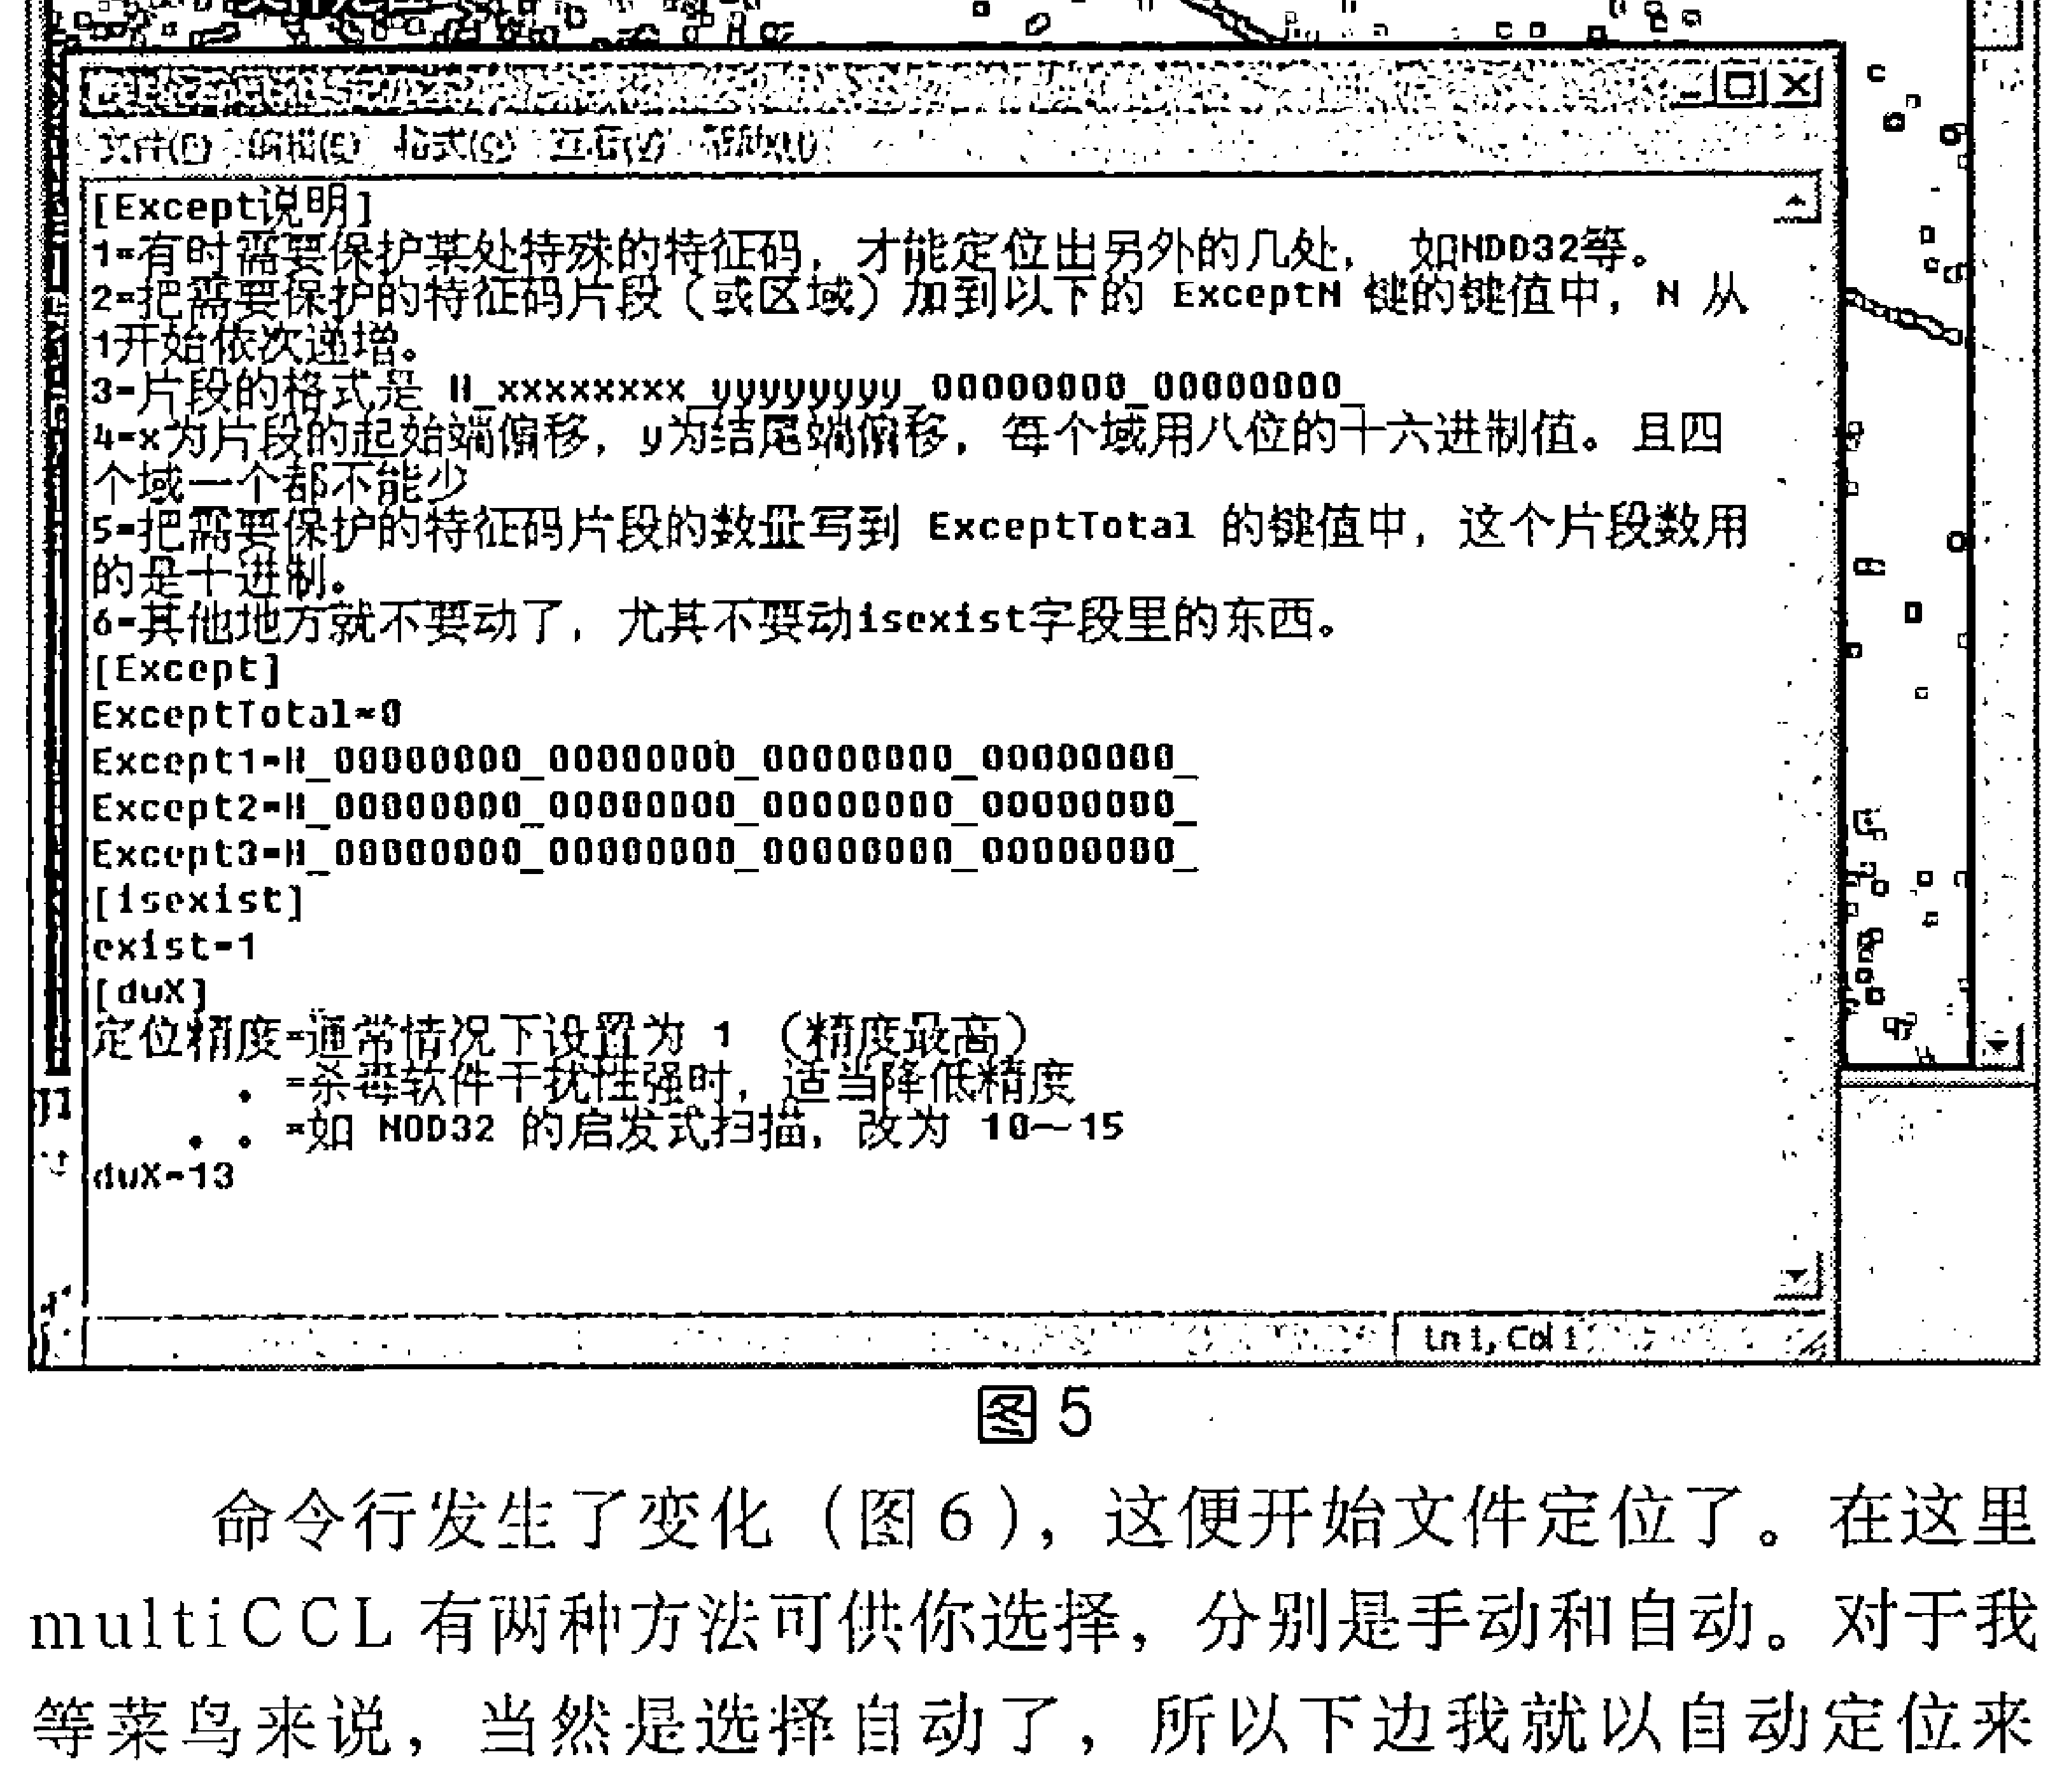 文件(F) 编辑(E) 格式(O) 查看(V) 帮助(H)
[Except说明]
1=有时需要保护某处特殊的特征码，才能定位出另外的几处， 如NDD32等。
2=把需要保护的特征码片段（或区域）加到以下的 ExceptN 键的键值中，N 从
1开始依次递增。
3=片段的格式是 H_xxxxxxxx_yyyyyyyy_00000000_00000000_
4=x为片段的起始端偏移，y为结尾端偏移，每个域用八位的十六进制值。且四
个域一个都不能少
5=把需要保护的特征码片段的数量写到 ExceptTotal 的键值中，这个片段数用
的是十进制。
6=其他地方就不要动了，尤其不要动isexist字段里的东西。
[Except]
ExceptTotal=0
Except1=H_00000000_00000000_00000000_00000000_
Except2=H_00000000_00000000_00000000_00000000_
Except3=H_00000000_00000000_00000000_00000000_
[isexist]
exist=1
[duX]
定位精度=通常情况下设置为 1 （精度最高）
. =杀毒软件干扰性强时，适当降低精度
. . =如 NOD32 的启发式扫描，改为 10～15
duX=13
Ln 1, Col 1
图 5
命令行发生了变化（图 6），这便开始文件定位了。在这里
multiCCL 有两种方法可供你选择，分别是手动和自动。对于我
等菜鸟来说，当然是选择自动了，所以下边我就以自动定位来